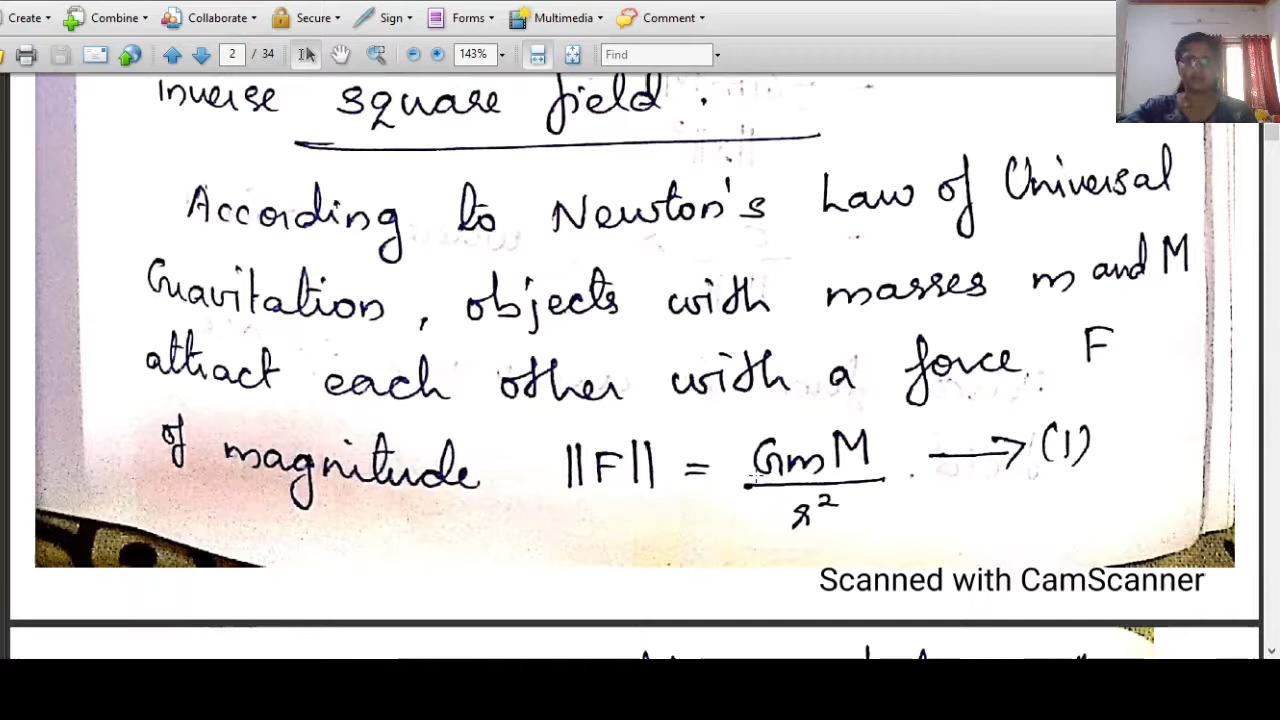 Create Combine Collaborate Secure Sign Forms Multimedia Comment
2 / 34 143% Find
inverse square field .
According to Newton's Law of Universal
Gravitation , objects with masses m and M
attract each other with a force F
of magnitude ||F|| = GmM/r² → (1)
Scanned with CamScanner